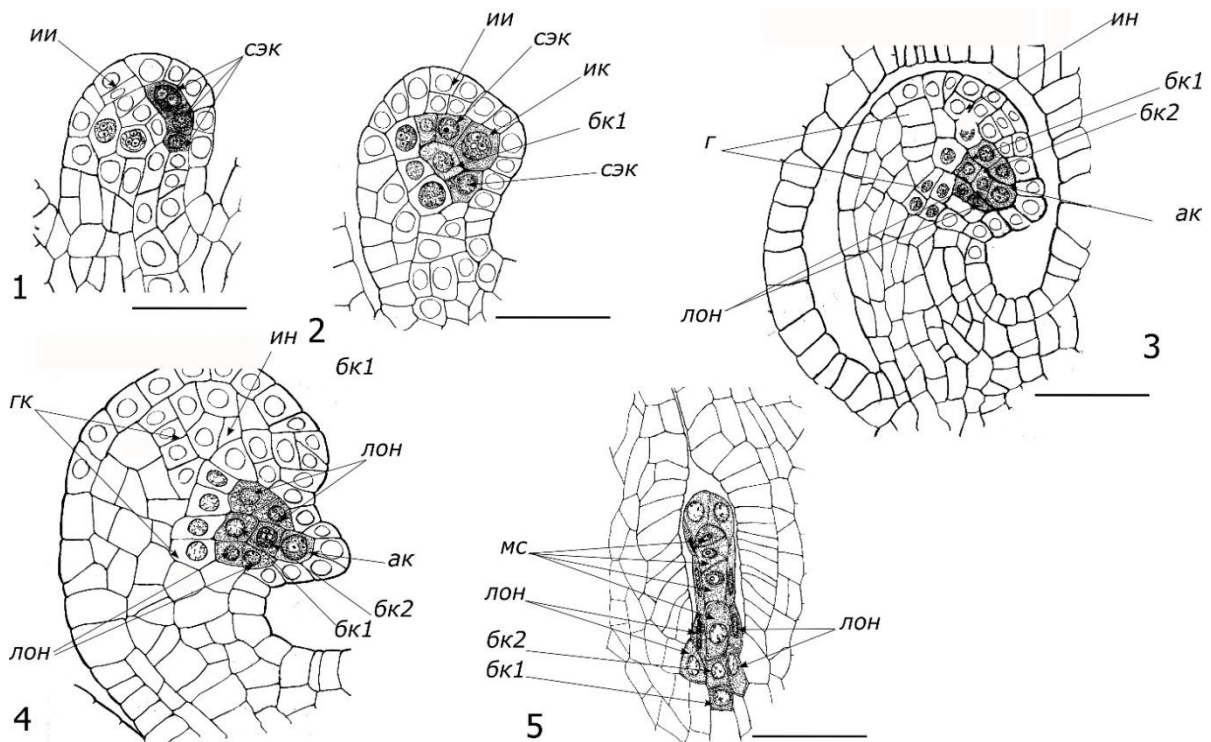 ии
сэк
1
ии
сэк
ик
бк1
сэк
2
ин
бк1
бк2
г
ак
лон
3
ин
бк1
гк
лон
ак
бк2
бк1
лон
4
мс
лон
лон
бк2
бк1
5